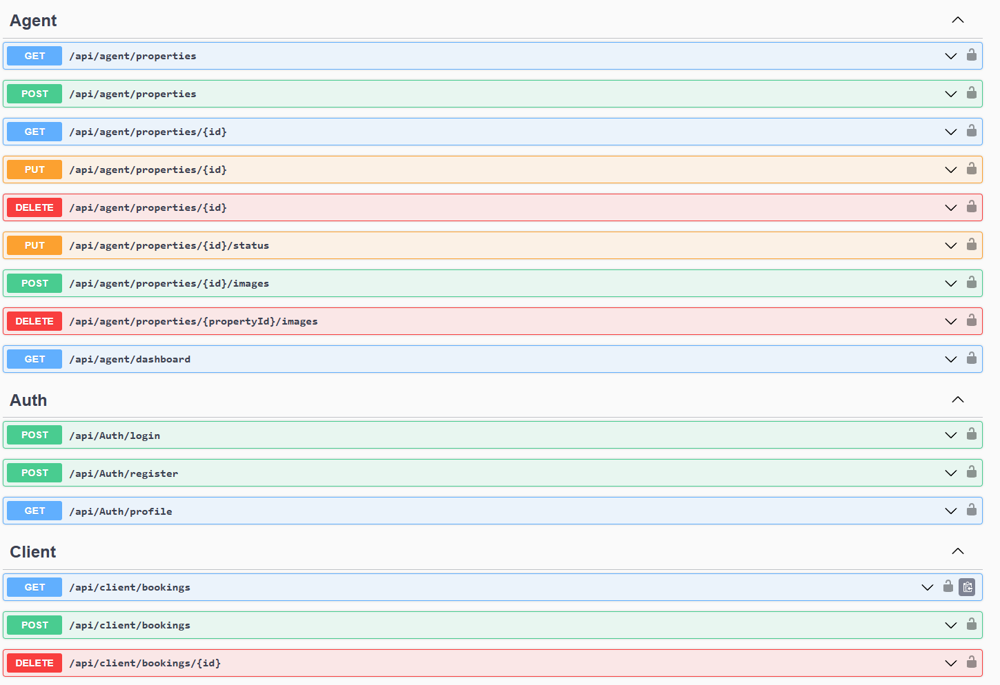 Agent
GET /api/agent/properties
POST /api/agent/properties
GET /api/agent/properties/{id}
PUT /api/agent/properties/{id}
DELETE /api/agent/properties/{id}
PUT /api/agent/properties/{id}/status
POST /api/agent/properties/{id}/images
DELETE /api/agent/properties/{propertyId}/images
GET /api/agent/dashboard
Auth
POST /api/Auth/login
POST /api/Auth/register
GET /api/Auth/profile
Client
GET /api/client/bookings
POST /api/client/bookings
DELETE /api/client/bookings/{id}